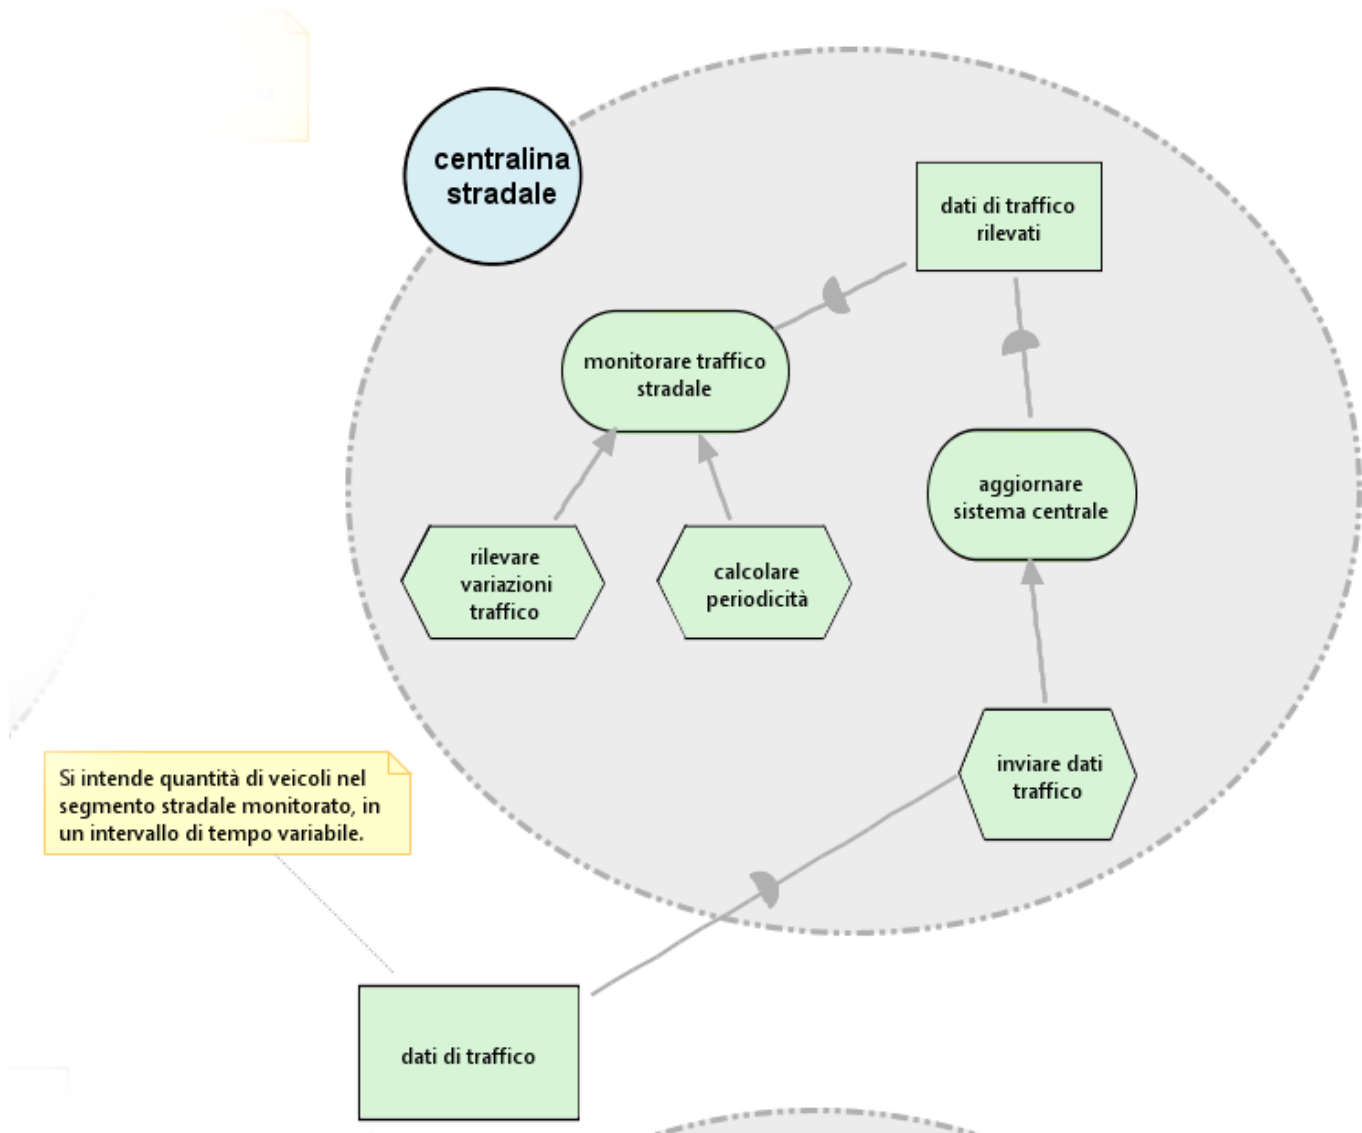 centralina
stradale
dati di traffico
rilevati
monitorare traffico
stradale
aggiornare
sistema centrale
rilevare
variazioni
traffico
calcolare
periodicità
inviare dati
traffico
Si intende quantità di veicoli nel
segmento stradale monitorato, in
un intervallo di tempo variabile.
dati di traffico